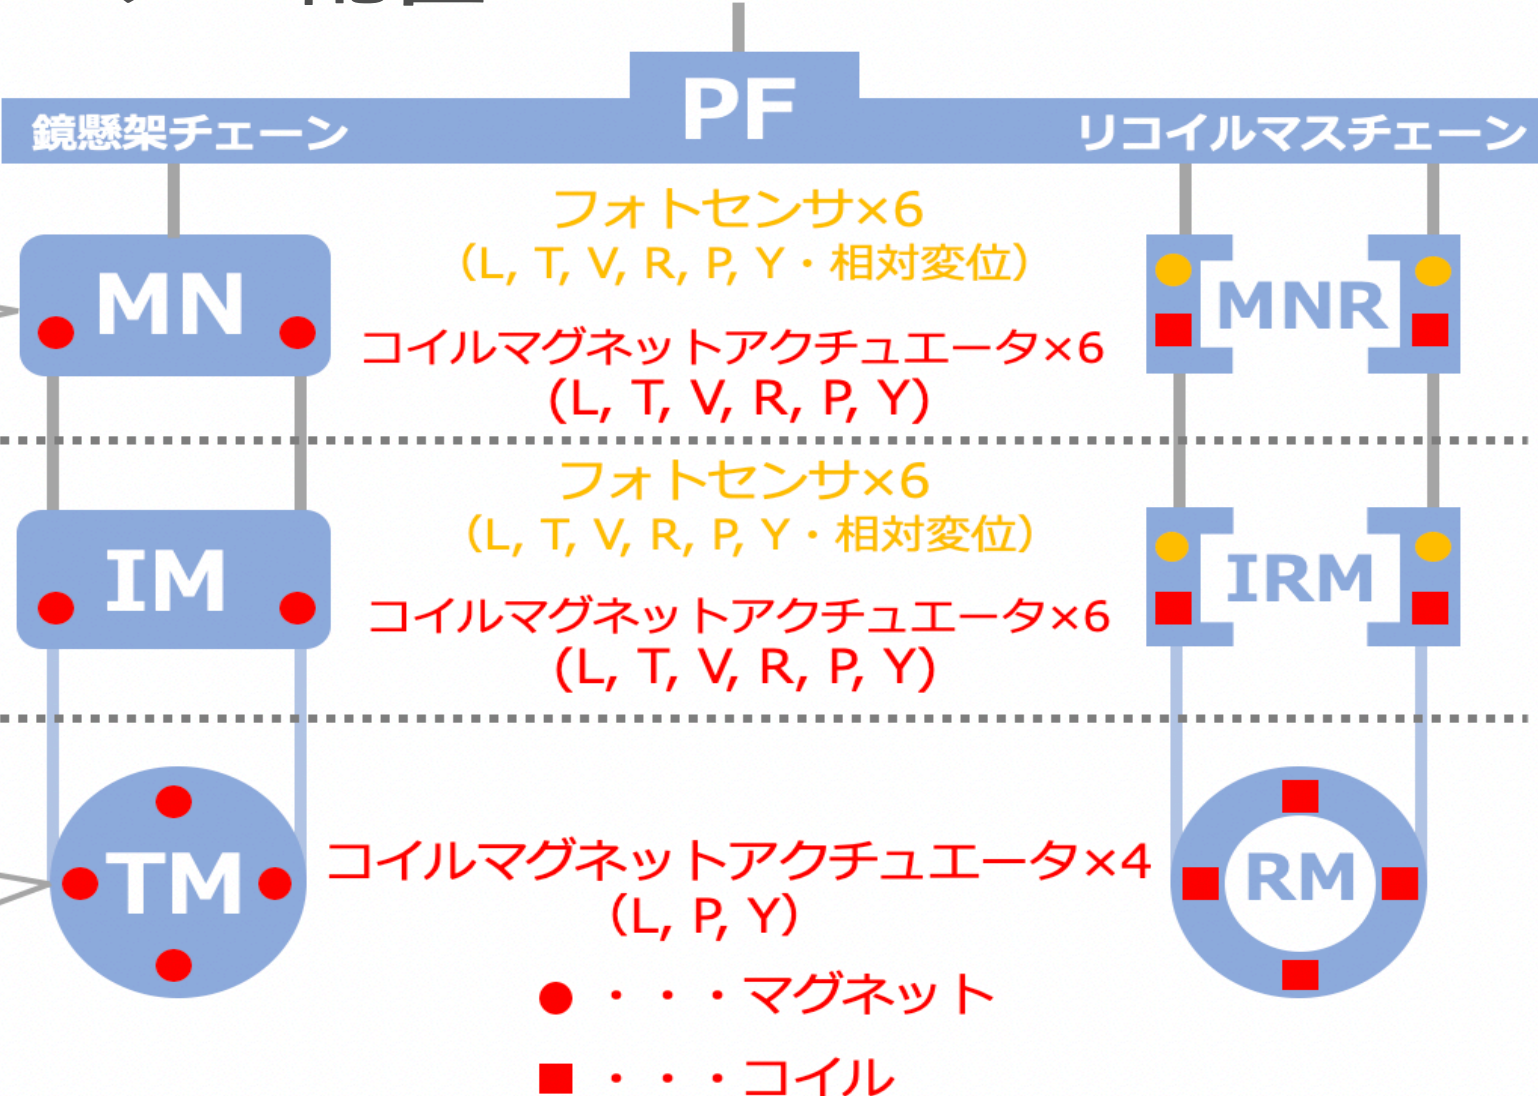 PF
鏡懸架チェーン
リコイルマスチェーン
フォトセンサ×6
（L, T, V, R, P, Y・相対変位）
MN
MNR
コイルマグネットアクチュエータ×6
(L, T, V, R, P, Y)
フォトセンサ×6
（L, T, V, R, P, Y・相対変位）
IM
IRM
コイルマグネットアクチュエータ×6
(L, T, V, R, P, Y)
コイルマグネットアクチュエータ×4
TM
RM
（L, P, Y）
・・・マグネット
・・・コイル